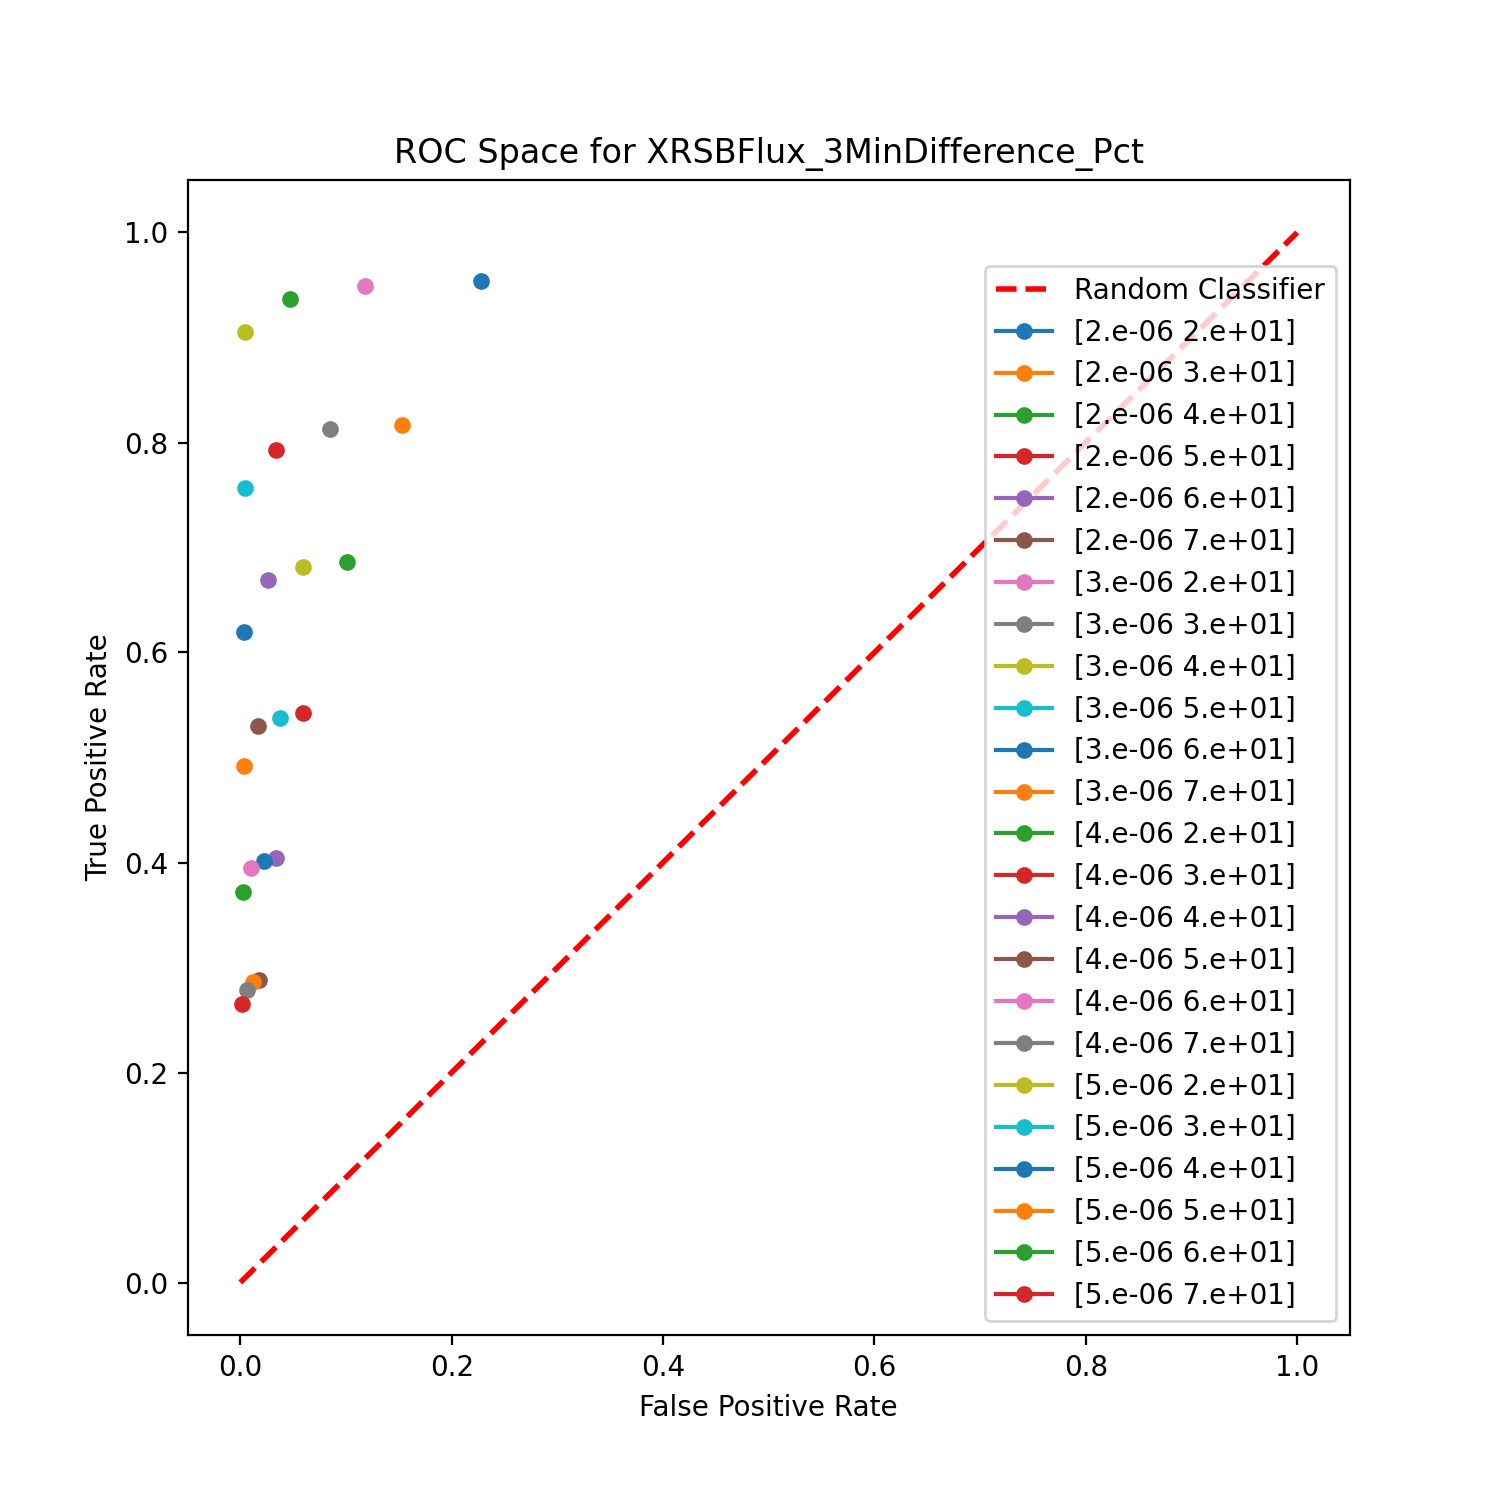 ROC Space for XRSBFlux_3MinDifference_Pct
1.0
0.8
0.6
0.4
0.2
0.0
True Positive Rate
0.0 0.2 0.4 0.6 0.8 1.0
False Positive Rate
Random Classifier
[2.e-06 2.e+01]
[2.e-06 3.e+01]
[2.e-06 4.e+01]
[2.e-06 5.e+01]
[2.e-06 6.e+01]
[2.e-06 7.e+01]
[3.e-06 2.e+01]
[3.e-06 3.e+01]
[3.e-06 4.e+01]
[3.e-06 5.e+01]
[3.e-06 6.e+01]
[3.e-06 7.e+01]
[4.e-06 2.e+01]
[4.e-06 3.e+01]
[4.e-06 4.e+01]
[4.e-06 5.e+01]
[4.e-06 6.e+01]
[4.e-06 7.e+01]
[5.e-06 2.e+01]
[5.e-06 3.e+01]
[5.e-06 4.e+01]
[5.e-06 5.e+01]
[5.e-06 6.e+01]
[5.e-06 7.e+01]